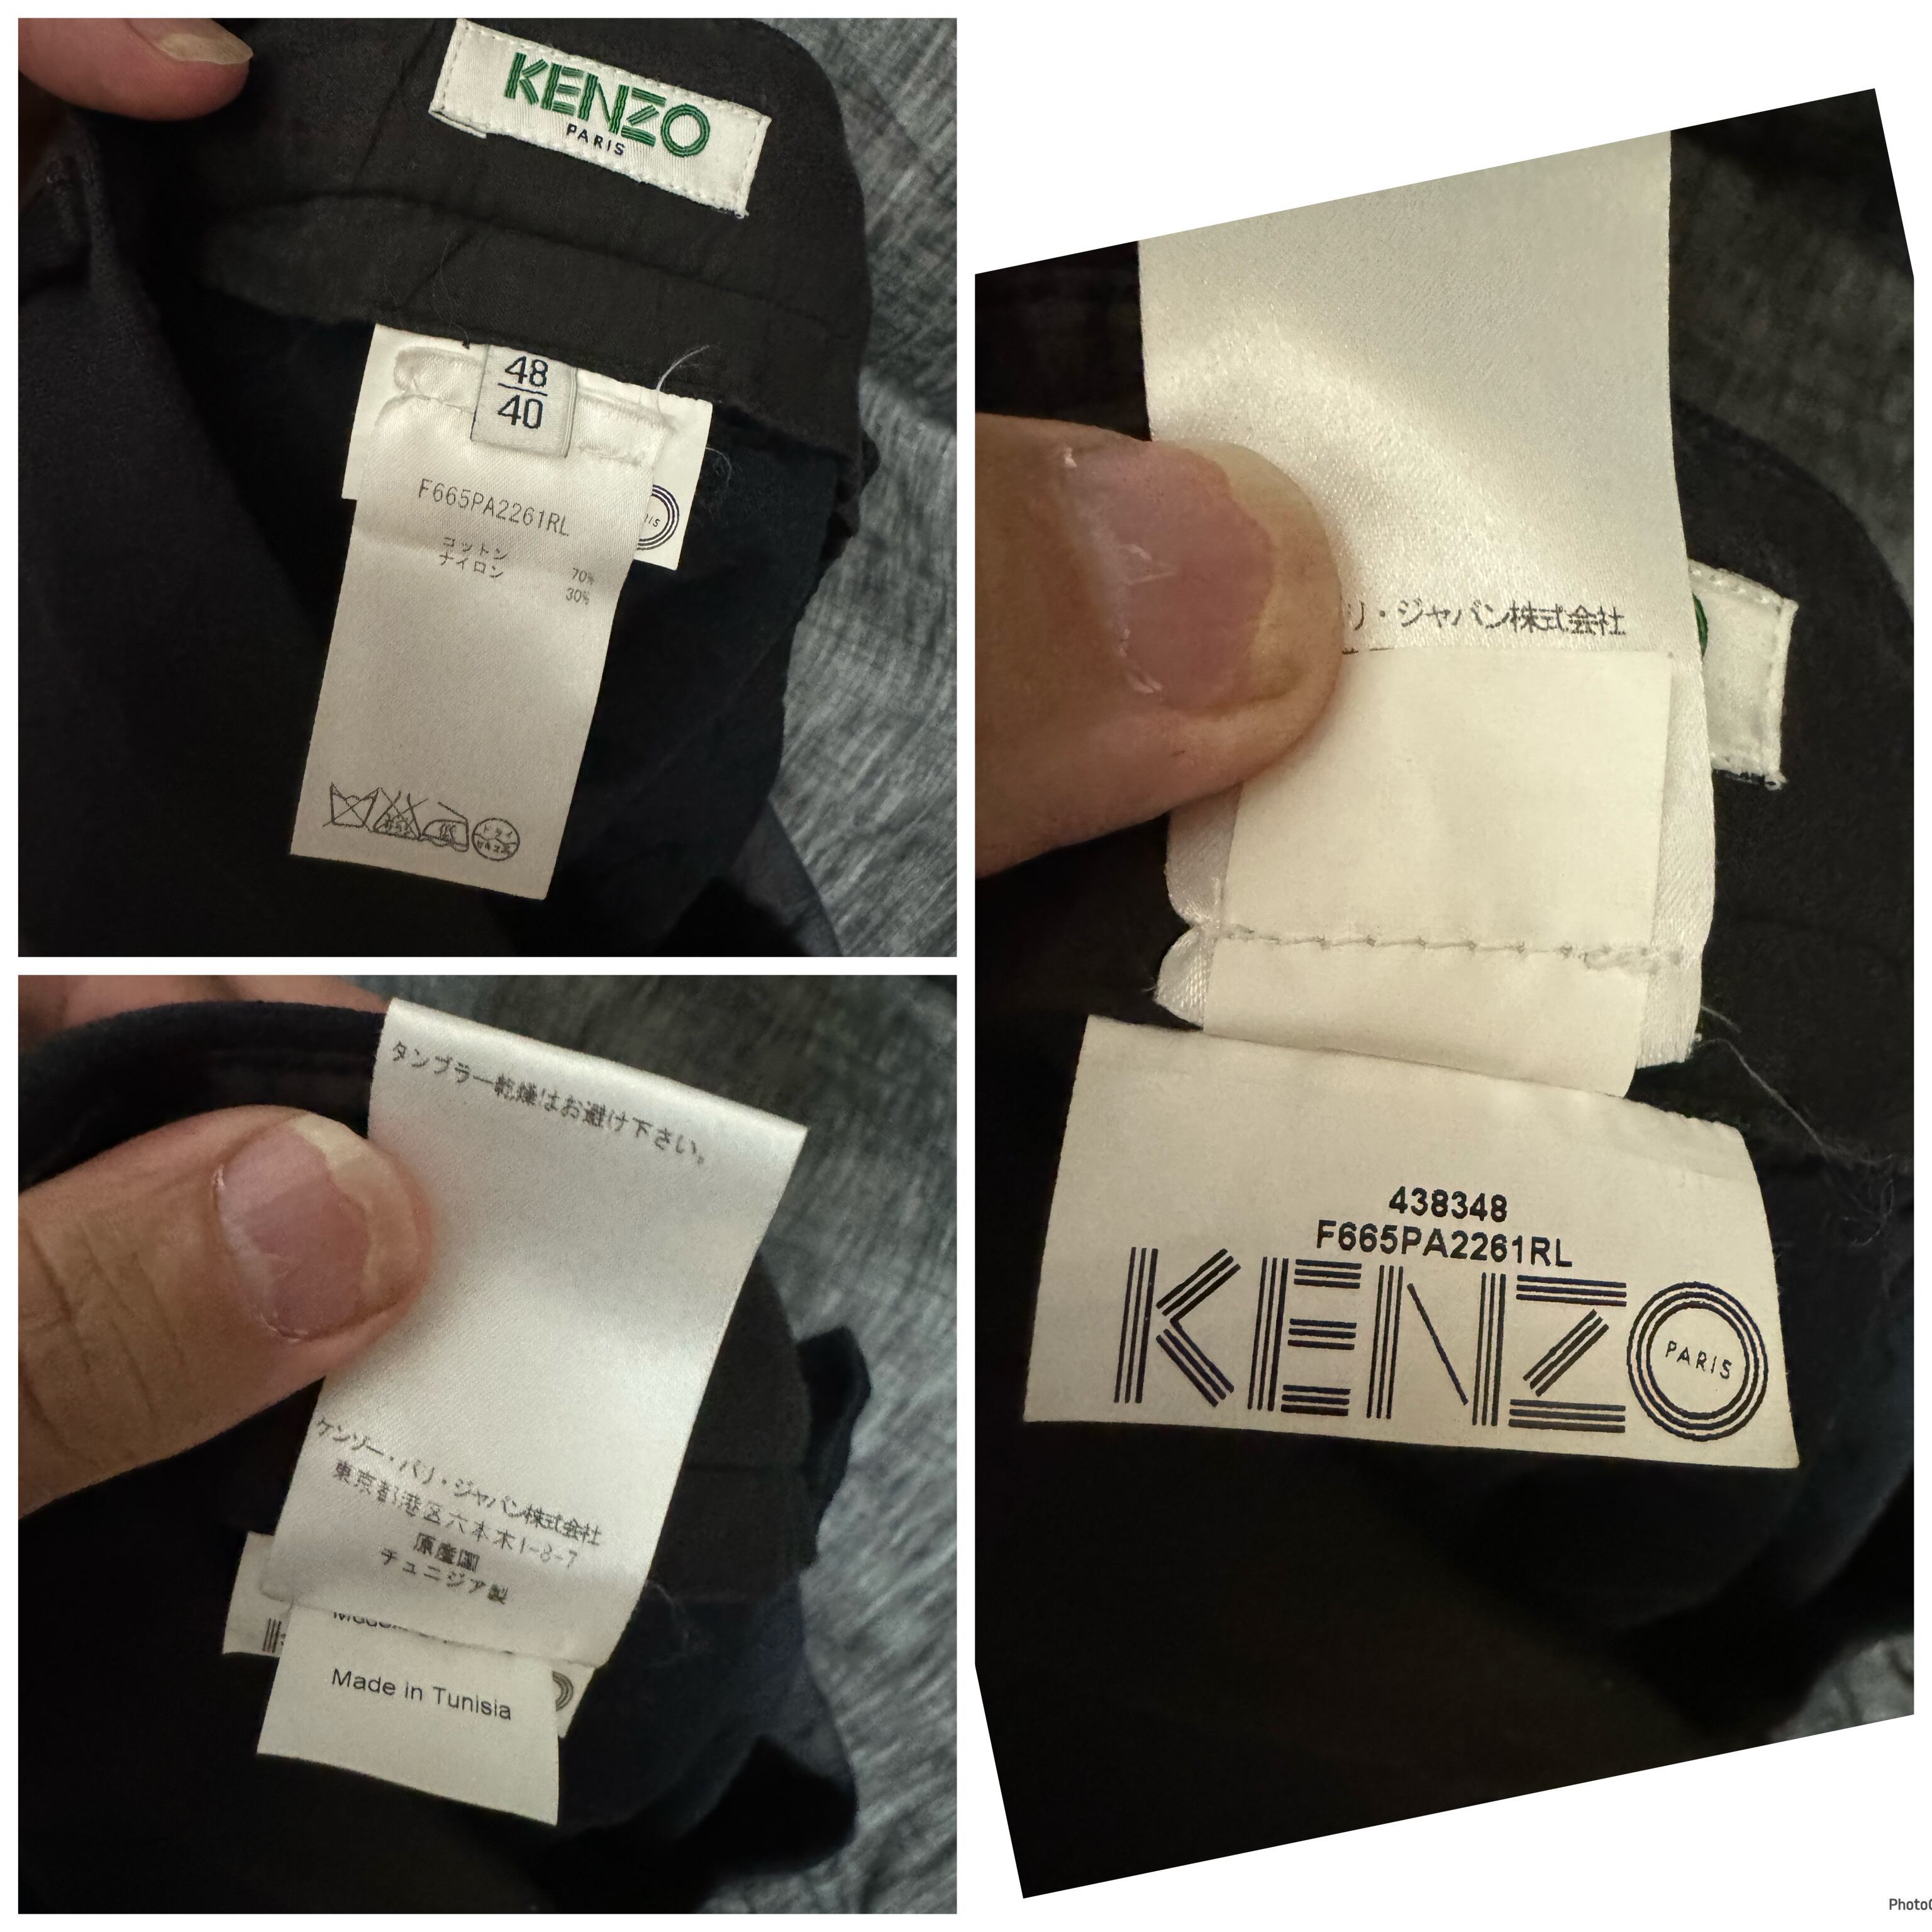 KENZO
PARIS
48
40
F665PA2261RL
コットン 70%
ナイロン 30%
ドライ
タンブラー乾燥はお避け下さい。
ケンゾー・パリ・ジャパン株式会社
東京都港区六本木1-8-7
原産国
チュニジア製
Made in Tunisia
リ・ジャパン株式会社
438348
F665PA2261RL
KENZO
PARIS